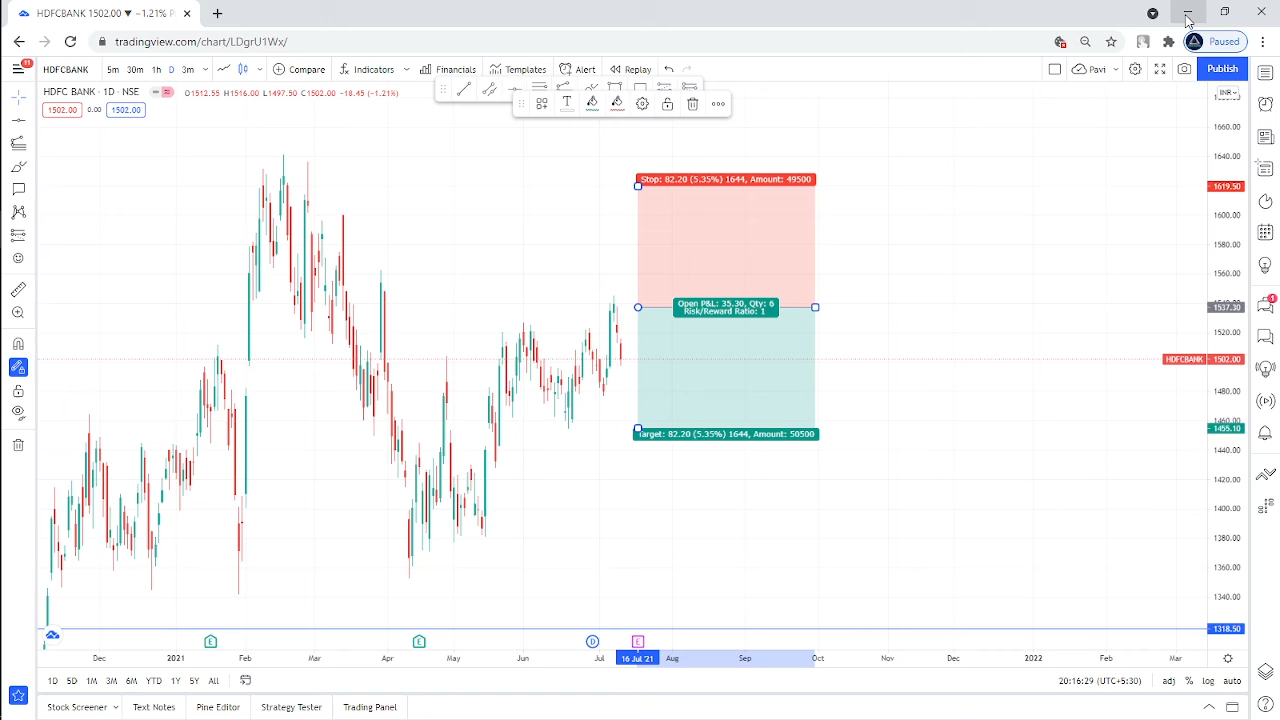 HDFCBANK 1502.00 ▼ −1.21% P
tradingview.com/chart/LDgrU1Wx/
Paused
11
HDFCBANK 5m 30m 1h D 3m Compare Indicators Financials Templates Alert Replay Pavi Publish
HDFC BANK · 1D · NSE O1512.55 H1516.00 L1497.50 C1502.00 −18.45 (−1.21%)
INR
1502.00 0.00 1502.00
1660.00
1640.00
Stop: 82.20 (5.35%) 1644, Amount: 49500
1619.50
1600.00
1580.00
1560.00
1
Open P&L: 35.30, Qty: 6
1537.30
Risk/Reward Ratio: 1
1520.00
HDFCBANK 1502.00
1480.00
1460.00
1455.10
Target: 82.20 (5.35%) 1644, Amount: 50500
1440.00
1420.00
1400.00
1380.00
1360.00
1340.00
1318.50
E E D E
Dec 2021 Feb Mar Apr May Jun Jul 16 Jul '21 Aug Sep Oct Nov Dec 2022 Feb Mar
1D 5D 1M 3M 6M YTD 1Y 5Y All 20:16:29 (UTC+5:30) adj % log auto
Stock Screener Text Notes Pine Editor Strategy Tester Trading Panel